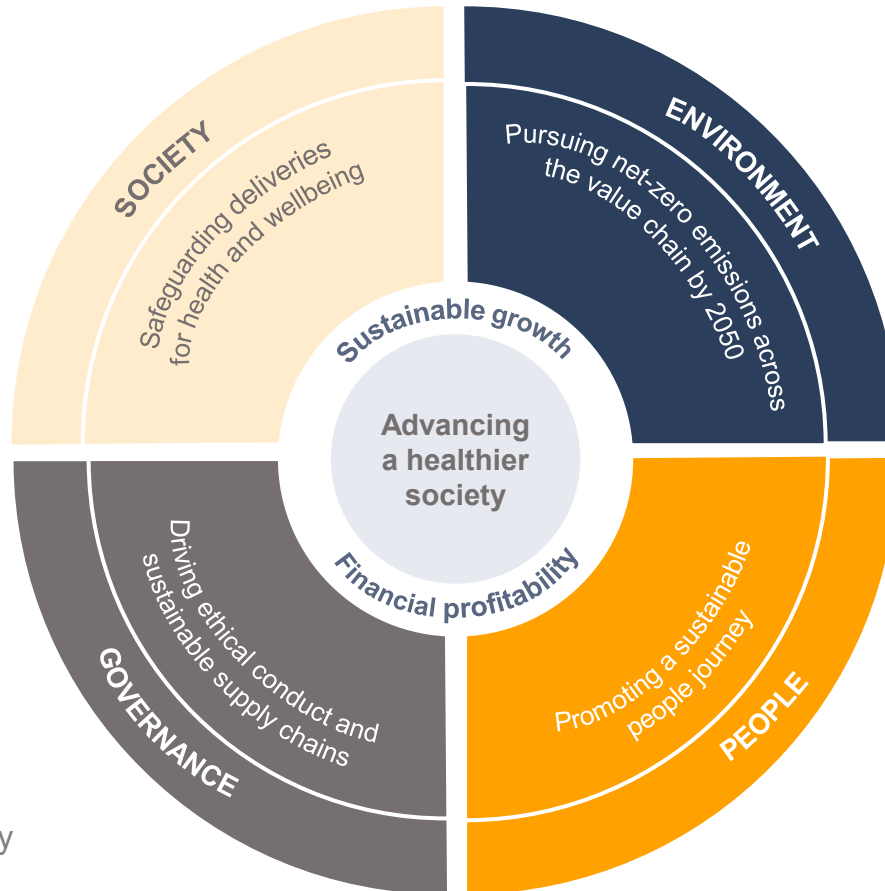 SOCIETY
Safeguarding deliveries
for health and wellbeing
ENVIRONMENT
Pursuing net-zero emissions across
the value chain by 2050
Sustainable growth
Advancing
a healthier
society
Financial profitability
GOVERNANCE
Driving ethical conduct and
sustainable supply chains
PEOPLE
Promoting a sustainable
people journey
y